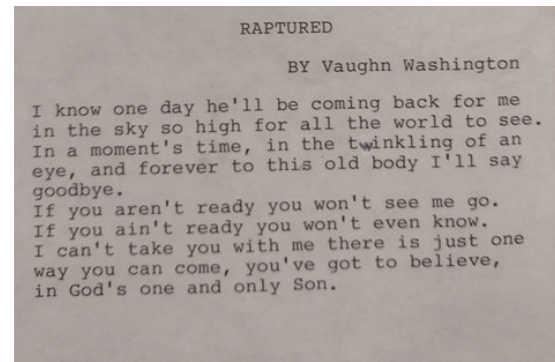 RAPTURED
BY Vaughn Washington
I know one day he'll be coming back for me
in the sky so high for all the world to see.
In a moment's time, in the twinkling of an
eye, and forever to this old body I'll say
goodbye.
If you aren't ready you won't see me go.
If you ain't ready you won't even know.
I can't take you with me there is just one
way you can come, you've got to believe,
in God's one and only Son.